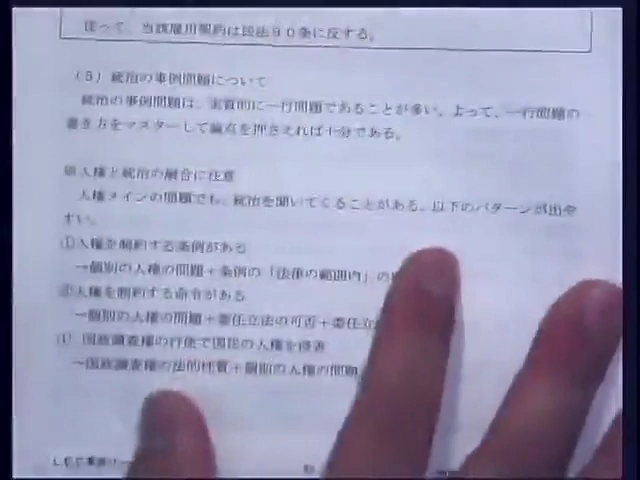 よって、当該雇用契約は民法90条に反する。
(5)統治の事例問題について
統治の事例問題は、実質的に一行問題であることが多い。よって、一行問題の
書き方をマスターして論点を押さえれば十分である。
人権と統治の融合に注意
人権メインの問題でも、統治を聞いてくることがある。以下のパターンが出や
すい。
①人権を制約する条例がある
→個別の人権の問題+条例の「法律の範囲内」の
②人権を制約する命令がある
→個別の人権の問題+委任立法の可否+委任立
国政調査権の行使で国民の人権を侵害
→国政調査権の法的性質+個別の人権の問題